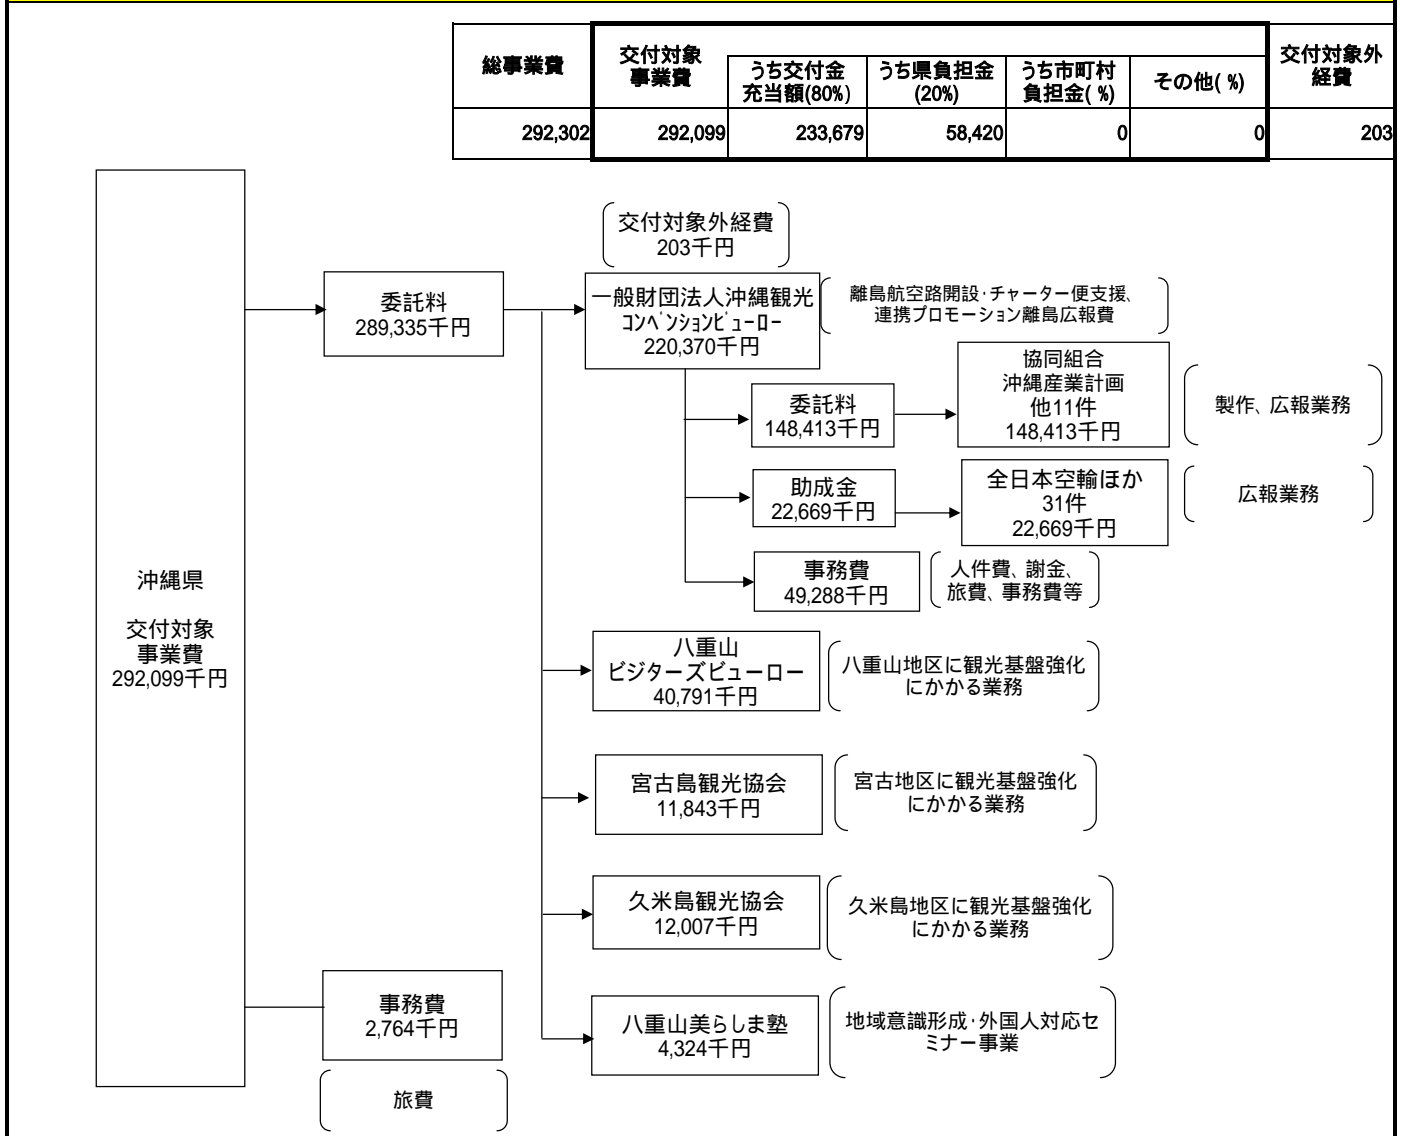 総事業費
交付対象
事業費
うち交付金
充当額(80%)
うち県負担金
(20%)
うち市町村
負担金( %)
その他( %)
交付対象外
経費
292,302
292,099
233,679
58,420
0
0
203
交付対象外経費
203千円
委託料
289,335千円
一般財団法人沖縄観光
コンベンションビューロー
220,370千円
離島航空路開設・チャーター便支援、
連携プロモーション離島広報費
委託料
148,413千円
協同組合
沖縄産業計画
他11件
148,413千円
製作、広報業務
助成金
22,669千円
全日本空輸ほか
31件
22,669千円
広報業務
事務費
49,288千円
人件費、謝金、
旅費、事務費等
沖縄県
交付対象
事業費
292,099千円
八重山
ビジターズビューロー
40,791千円
八重山地区に観光基盤強化
にかかる業務
宮古島観光協会
11,843千円
宮古地区に観光基盤強化
にかかる業務
久米島観光協会
12,007千円
久米島地区に観光基盤強化
にかかる業務
事務費
2,764千円
旅費
八重山美らしま塾
4,324千円
地域意識形成・外国人対応セ
ミナー事業